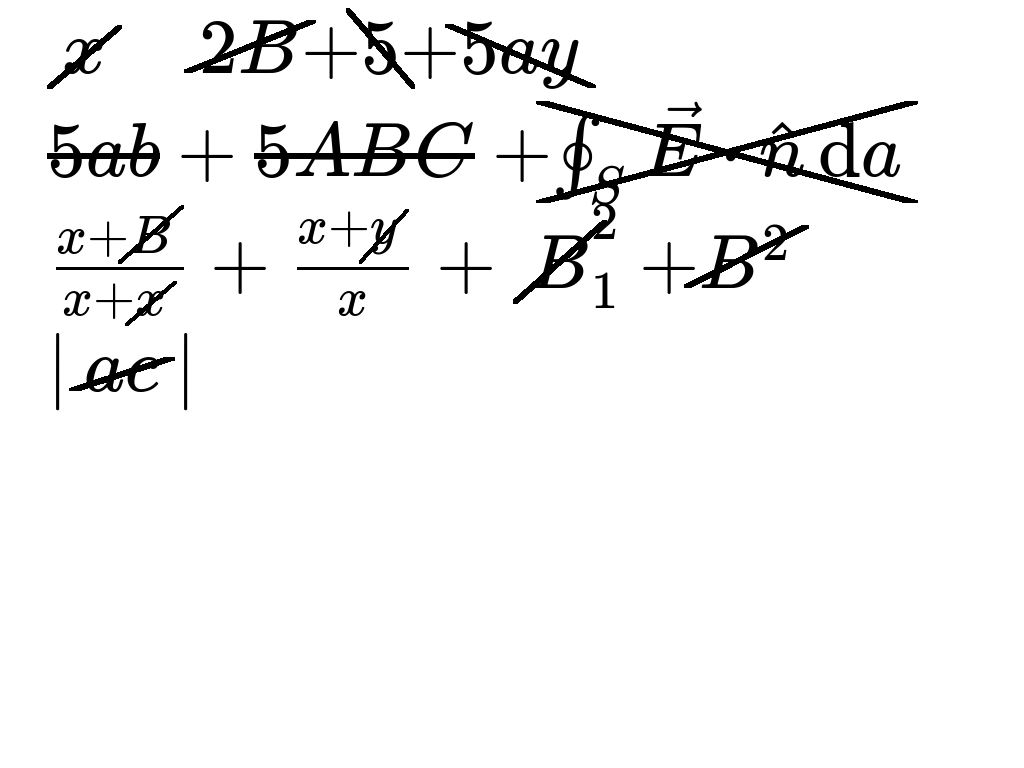 \cancel{x} \quad \cancel{2B}+\bcancel{5}+\bcancel{5ay}
\sout{5ab} + \sout{5ABC} + \xcancel{\oint_S \vec{E} \cdot \hat{n} \, \mathrm{d}a}
\frac{x+\cancel{B}}{x+\cancel{x}} + \frac{x+\cancel{y}}{x} + \cancel{B}_1^2 + \cancel{B^2}
\left|\cancel{ac}\right|